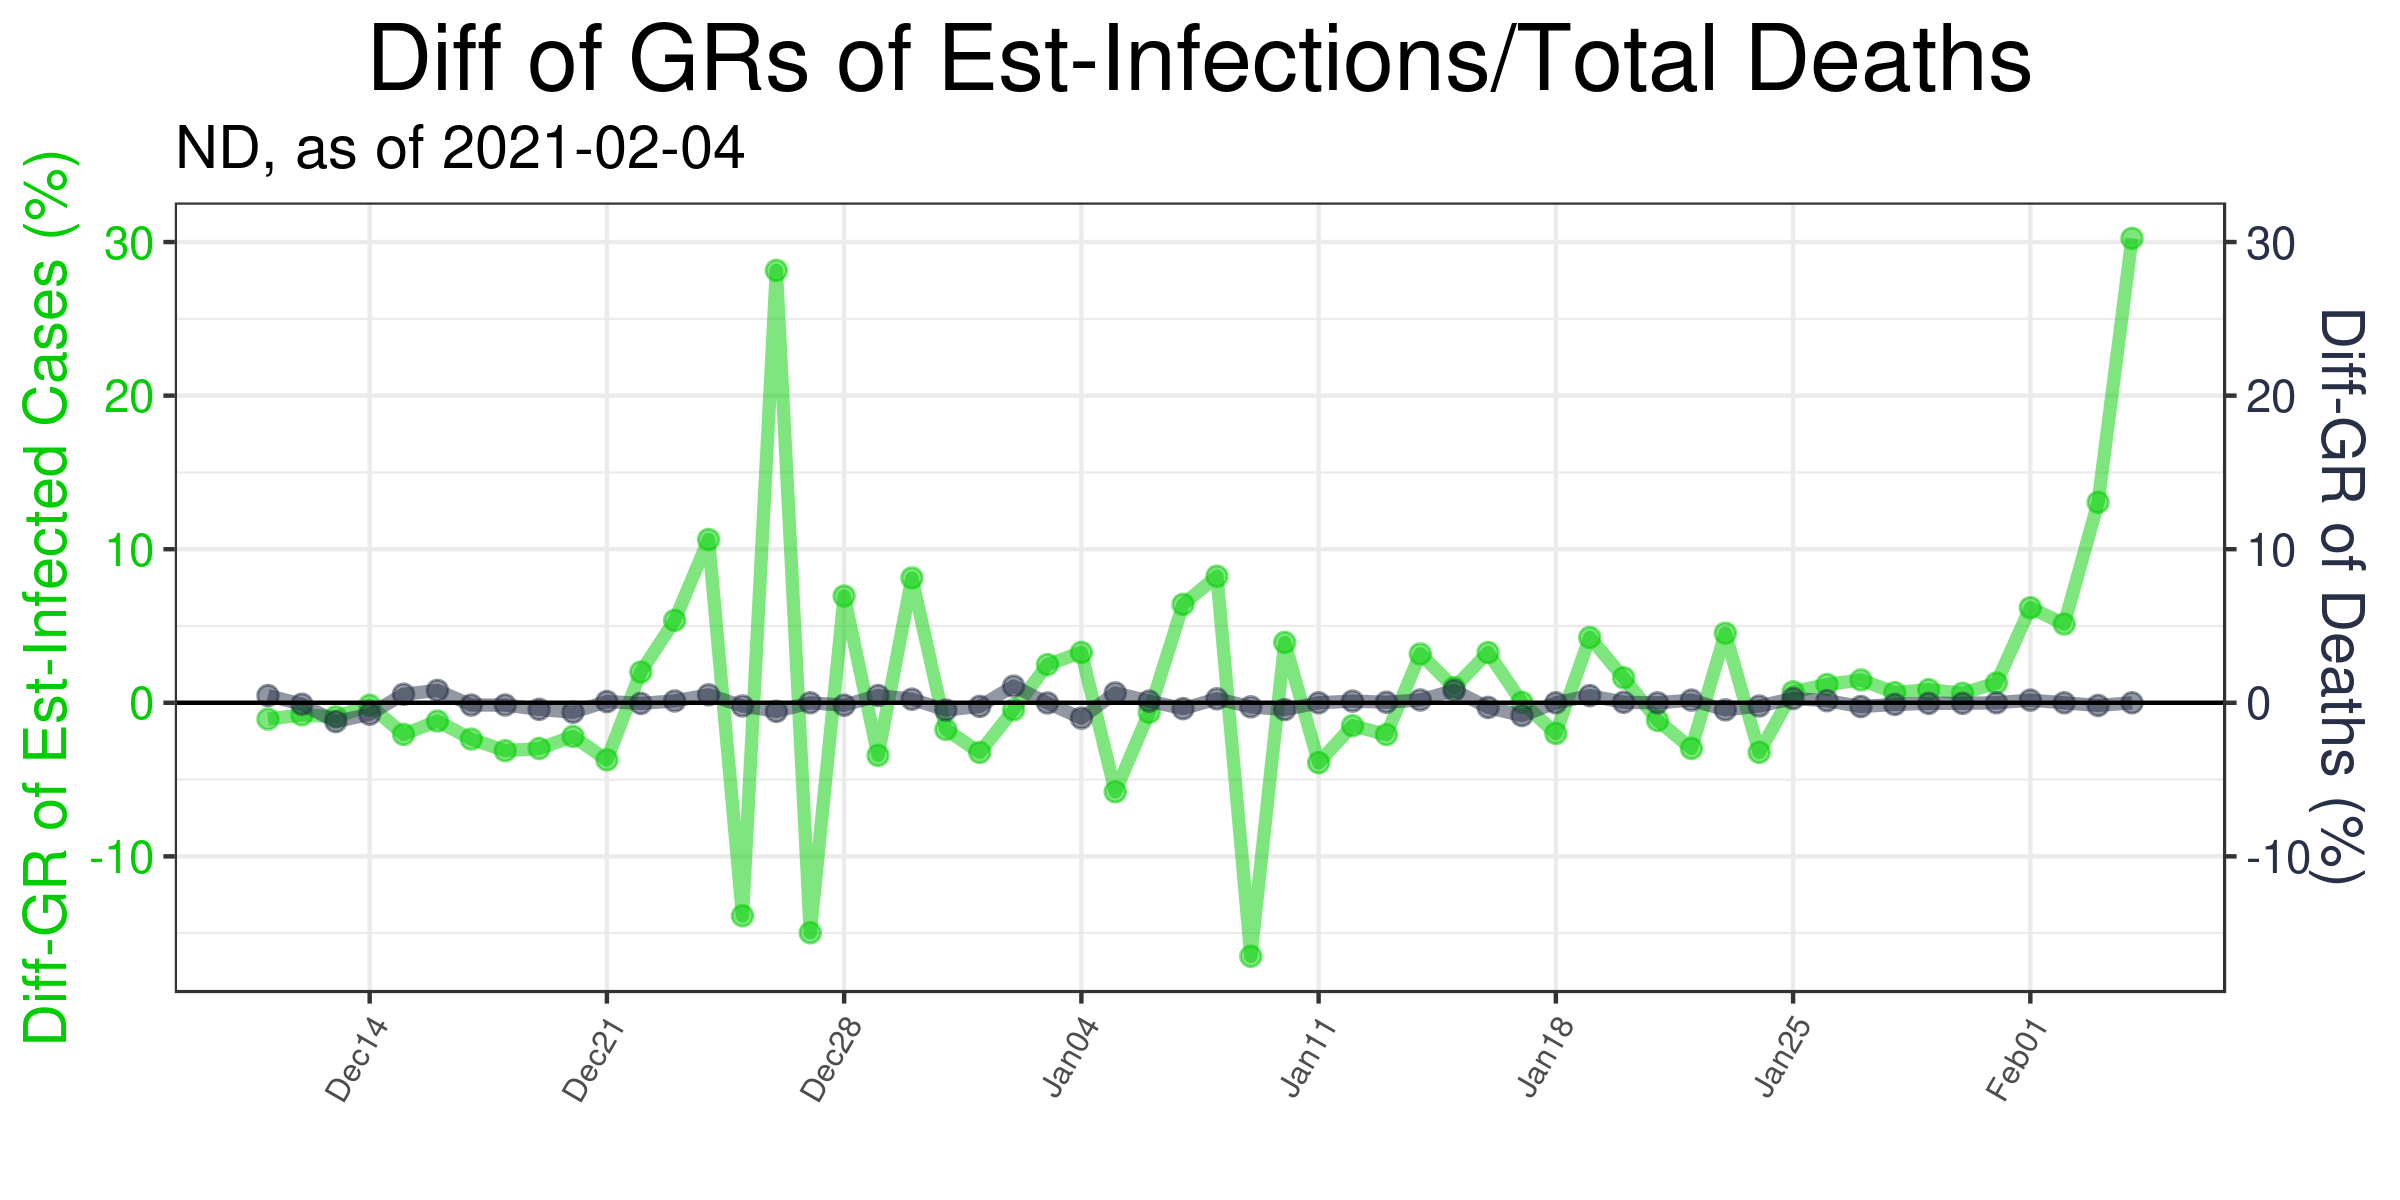 Diff of GRs of Est-Infections/Total Deaths
ND, as of 2021-02-04
Diff-GR of Est-Infected Cases (%)
30
20
10
0
-10
30
20
10
0
-10
Diff-GR of Deaths (%)
Dec14
Dec21
Dec28
Jan04
Jan11
Jan18
Jan25
Feb01